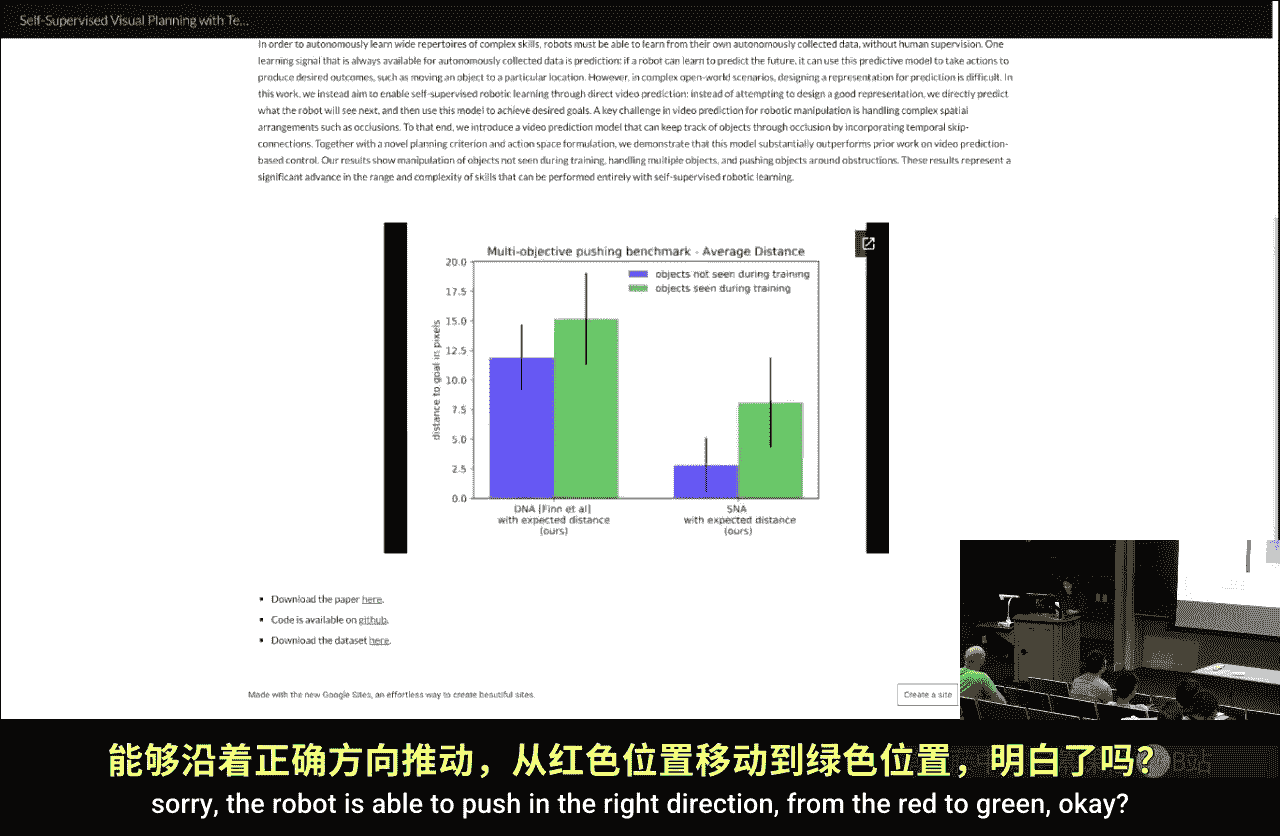 Self-Supervised Visual Planning with Te...
In order to autonomously learn wide repertoires of complex skills, robots must be able to learn from their own autonomously collected data, without human supervision. One
learning signal that is always available for autonomously collected data is prediction: if a robot can learn to predict the future, it can use this predictive model to take actions to
produce desired outcomes, such as moving an object to a particular location. However, in complex open-world scenarios, designing a representation for prediction is difficult. In
this work, we instead aim to enable self-supervised robotic learning through direct video prediction: instead of attempting to design a good representation, we directly predict
what the robot will see next, and then use this model to achieve desired goals. A key challenge in video prediction for robotic manipulation is handling complex spatial
arrangements such as occlusions. To that end, we introduce a video prediction model that can keep track of objects through occlusion by incorporating temporal skip-
connections. Together with a novel planning criterion and action space formulation, we demonstrate that this model substantially outperforms prior work on video prediction-
based control. Our results show manipulation of objects not seen during training, handling multiple objects, and pushing objects around obstructions. These results represent a
significant advance in the range and complexity of skills that can be performed entirely with self-supervised robotic learning.
Multi-objective pushing benchmark - Average Distance
objects not seen during training
objects seen during training
distance to goal in pixels
20.0
17.5
15.0
12.5
10.0
7.5
5.0
2.5
0.0
DNA [Finn et al]
with expected distance
(ours)
SNA
with expected distance
(ours)
▪ Download the paper here.
▪ Code is available on github.
▪ Download the dataset here.
Made with the new Google Sites, an effortless way to create beautiful sites.
Create a site
能够沿着正确方向推动，从红色位置移动到绿色位置，明白了吗？
sorry, the robot is able to push in the right direction, from the red to green, okay?